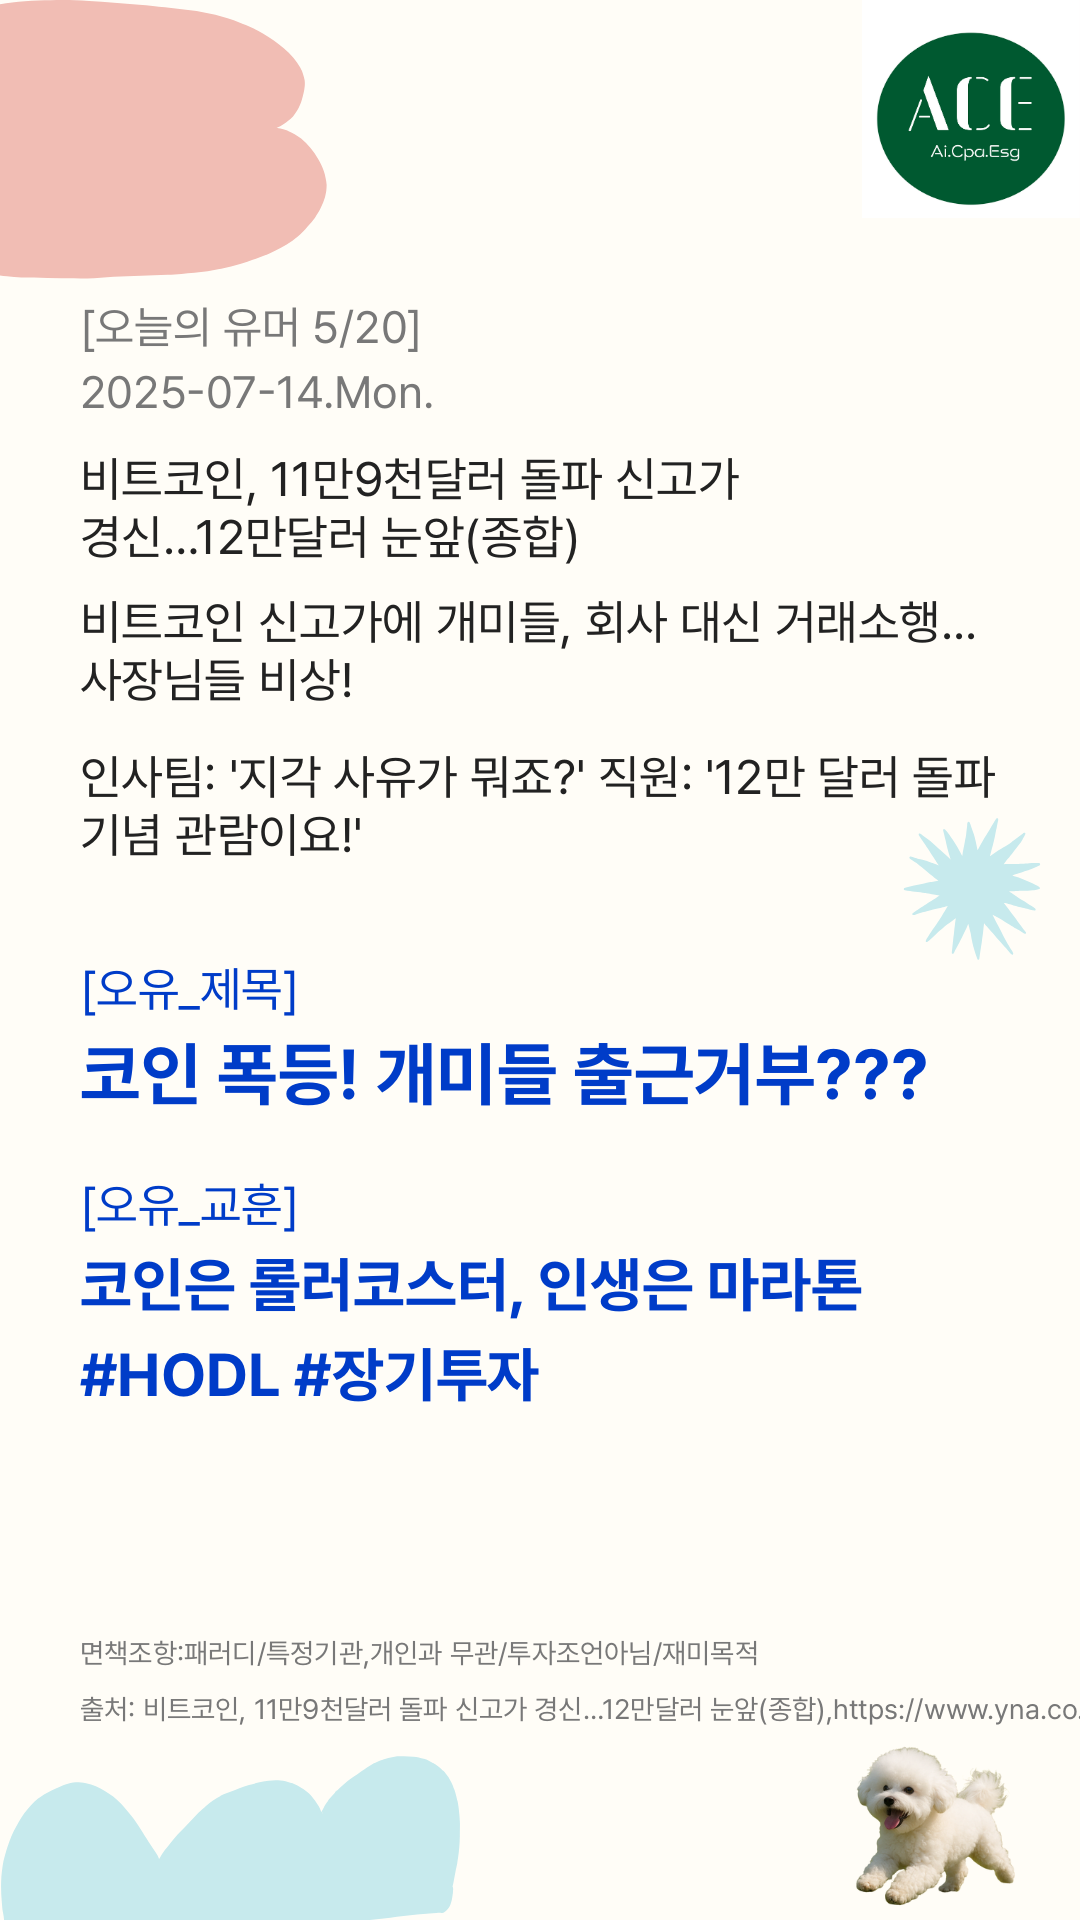 ACE
Ai.Cpa.Esg
[오늘의 유머 5/20]
2025-07-14.Mon.
비트코인, 11만9천달러 돌파 신고가
경신...12만달러 눈앞(종합)
비트코인 신고가에 개미들, 회사 대신 거래소행...
사장님들 비상!
인사팀: '지각 사유가 뭐죠?' 직원: '12만 달러 돌파
기념 관람이요!'
[오유_제목]
코인 폭등! 개미들 출근거부???
[오유_교훈]
코인은 롤러코스터, 인생은 마라톤
#HODL #장기투자
면책조항:패러디/특정기관,개인과 무관/투자조언아님/재미목적
출처: 비트코인, 11만9천달러 돌파 신고가 경신...12만달러 눈앞(종합),https://www.yna.co.